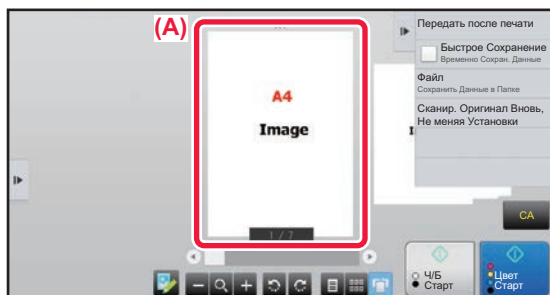 (A)
A4
Image
I
1 / 7
Передать после печати
Быстрое Сохранение
Временно Сохран. Данные
Файл
Сохранить Данные в Папке
Сканир. Оригинал Вновь,
Не меняя Установки
CA
Ч/Б
Старт
Цвет
Старт